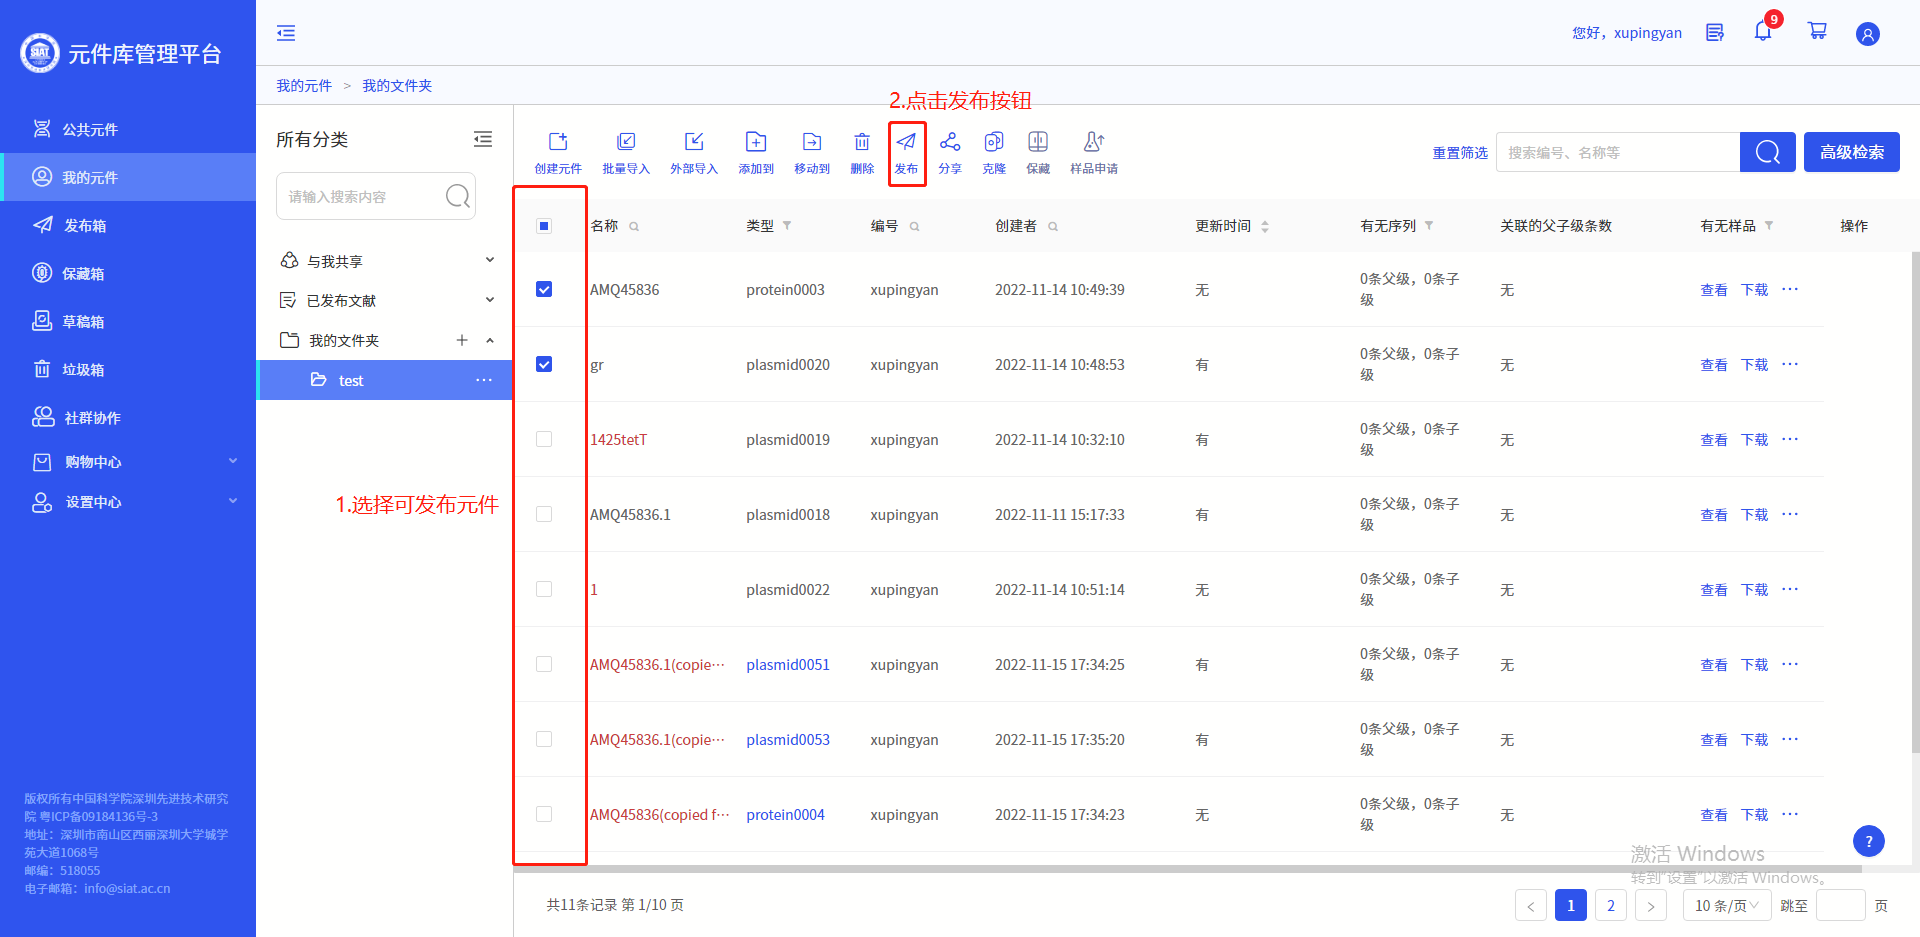 SIAT
元件库管理平台
公共元件
我的元件
发布箱
保藏箱
草稿箱
垃圾箱
社群协作
购物中心
设置中心
版权所有中国科学院深圳先进技术研究
院 粤ICP备09184136号-3
地址：深圳市南山区西丽深圳大学城学
苑大道1068号
邮编：518055
电子邮箱：info@siat.ac.cn
您好，xupingyan
9
我的元件 > 我的文件夹
所有分类
请输入搜索内容
与我共享
已发布文献
我的文件夹
test
1.选择可发布元件
2.点击发布按钮
创建元件 批量导入 外部导入 添加到 移动到 删除 发布 分享 克隆 保藏 样品申请
重置筛选 搜索编号、名称等 高级检索
名称 类型 编号 创建者 更新时间 有无序列 关联的父子级条数 有无样品 操作
AMQ45836 protein0003 xupingyan 2022-11-14 10:49:39 无 0条父级，0条子 无 查看 下载 ···
级
gr plasmid0020 xupingyan 2022-11-14 10:48:53 有 0条父级，0条子 无 查看 下载 ···
级
1425tetT plasmid0019 xupingyan 2022-11-14 10:32:10 有 0条父级，0条子 无 查看 下载 ···
级
AMQ45836.1 plasmid0018 xupingyan 2022-11-11 15:17:33 有 0条父级，0条子 无 查看 下载 ···
级
1 plasmid0022 xupingyan 2022-11-14 10:51:14 无 0条父级，0条子 无 查看 下载 ···
级
AMQ45836.1(copie··· plasmid0051 xupingyan 2022-11-15 17:34:25 有 0条父级，0条子 无 查看 下载 ···
级
AMQ45836.1(copie··· plasmid0053 xupingyan 2022-11-15 17:35:20 有 0条父级，0条子 无 查看 下载 ···
级
AMQ45836(copied f··· protein0004 xupingyan 2022-11-15 17:34:23 无 0条父级，0条子 无 查看 下载 ···
级
?
激活 Windows
转到"设置"以激活 Windows。
共11条记录 第 1/10 页
< 1 2 > 10 条/页 跳至 页